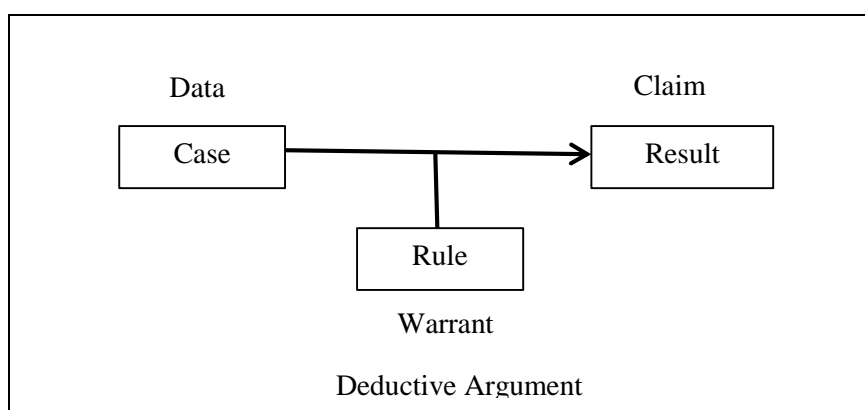 Data Claim
Case Result
Rule
Warrant
Deductive Argument